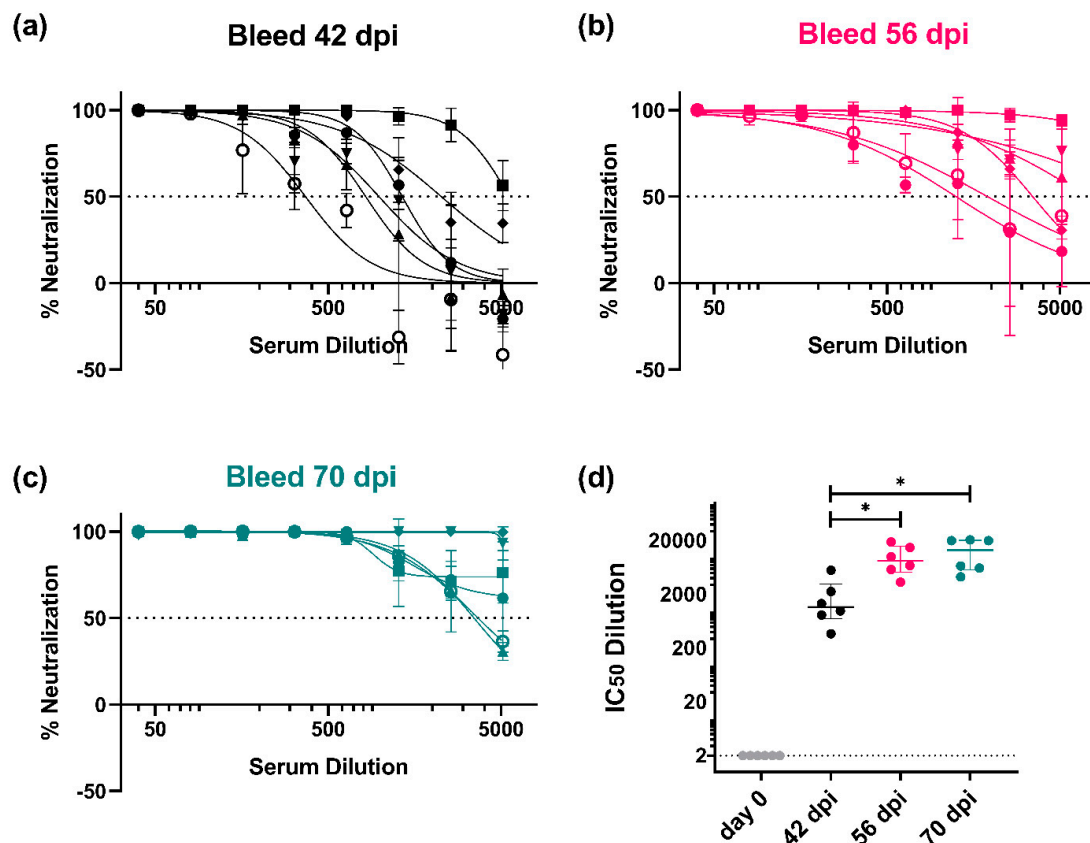 (a)
Bleed 42 dpi
% Neutralization
100
50
0
-50
50
500
5000
Serum Dilution
(b)
Bleed 56 dpi
% Neutralization
100
50
0
-50
50
500
5000
Serum Dilution
(c)
Bleed 70 dpi
% Neutralization
100
50
0
-50
50
500
5000
Serum Dilution
(d)
*
*
IC50 Dilution
20000
2000
200
20
2
day 0
42 dpi
56 dpi
70 dpi